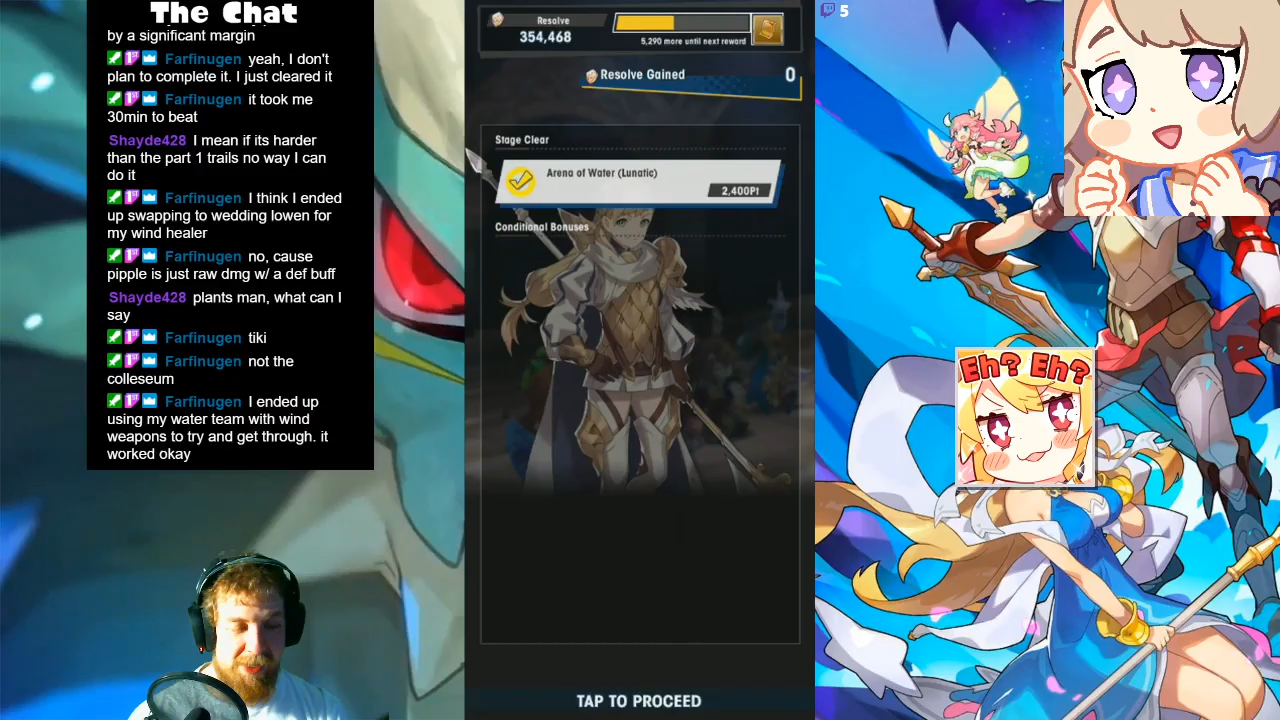 The Chat
by a significant margin
Farfinugen yeah, I don't
plan to complete it. I just cleared it
Farfinugen it took me
30min to beat
Shayde428 I mean if its harder
than the part 1 trails no way I can
do it
Farfinugen I think I ended
up swapping to wedding lowen for
my wind healer
Farfinugen no, cause
pipple is just raw dmg w/ a def buff
Shayde428 plants man, what can I
say
Farfinugen tiki
Farfinugen not the
colleseum
Farfinugen I ended up
using my water team with wind
weapons to try and get through. it
worked okay
Resolve
354,468
5,290 more until next reward
Resolve Gained 0
Stage Clear
Arena of Water (Lunatic)
2,400Pt
Conditional Bonuses
TAP TO PROCEED
5
Eh? Eh?